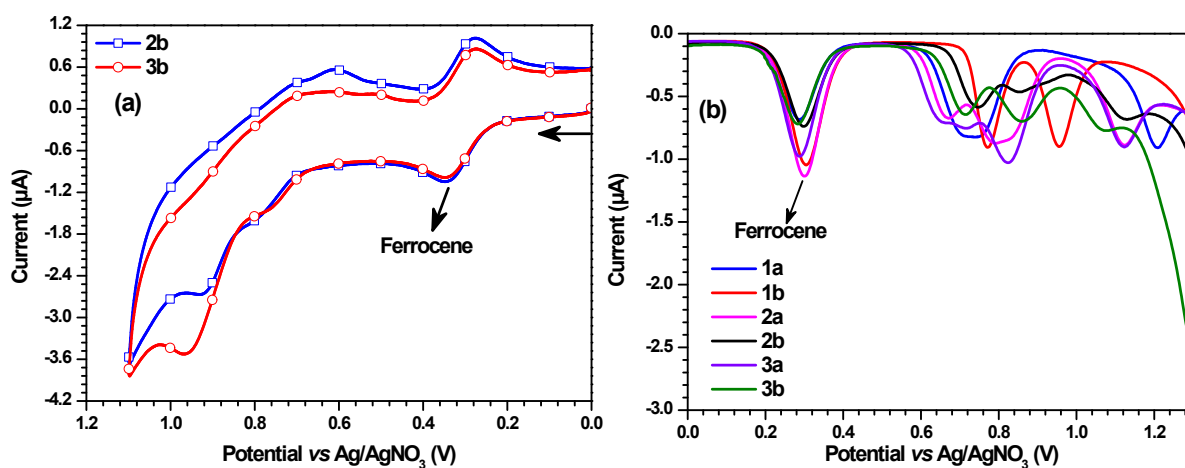 2b
3b
(a)
Ferrocene
Current (µA)
1.2
0.6
0.0
-0.6
-1.2
-1.8
-2.4
-3.0
-3.6
-4.2
1.2 1.0 0.8 0.6 0.4 0.2 0.0
Potential vs Ag/AgNO3 (V)
(b)
Ferrocene
1a
1b
2a
2b
3a
3b
Current (µA)
0.0
-0.5
-1.0
-1.5
-2.0
-2.5
-3.0
0.0 0.2 0.4 0.6 0.8 1.0 1.2
Potential vs Ag/AgNO3 (V)